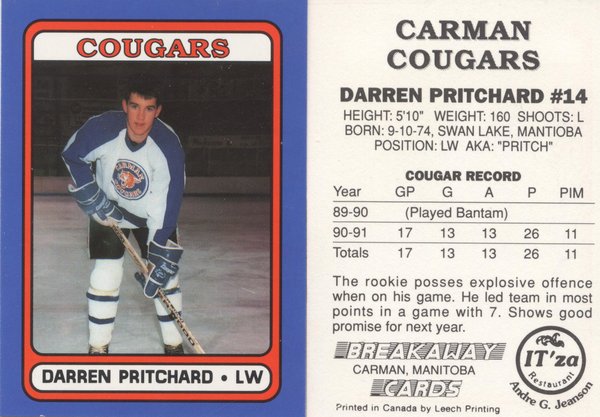 COUGARS
DARREN PRITCHARD • LW
CARMAN
COUGARS
DARREN PRITCHARD #14
HEIGHT: 5'10" WEIGHT: 160 SHOOTS: L
BORN: 9-10-74, SWAN LAKE, MANITOBA
POSITION: LW AKA: "PRITCH"
COUGAR RECORD
Year GP G A P PIM
89-90 (Played Bantam)
90-91 17 13 13 26 11
Totals 17 13 13 26 11
The rookie posses explosive offence
when on his game. He led team in most
points in a game with 7. Shows good
promise for next year.
BREAKAWAY
CARMAN, MANITOBA
CARDS
Printed in Canada by Leech Printing
IT'za
Restaurant
Andre G. Jeanson